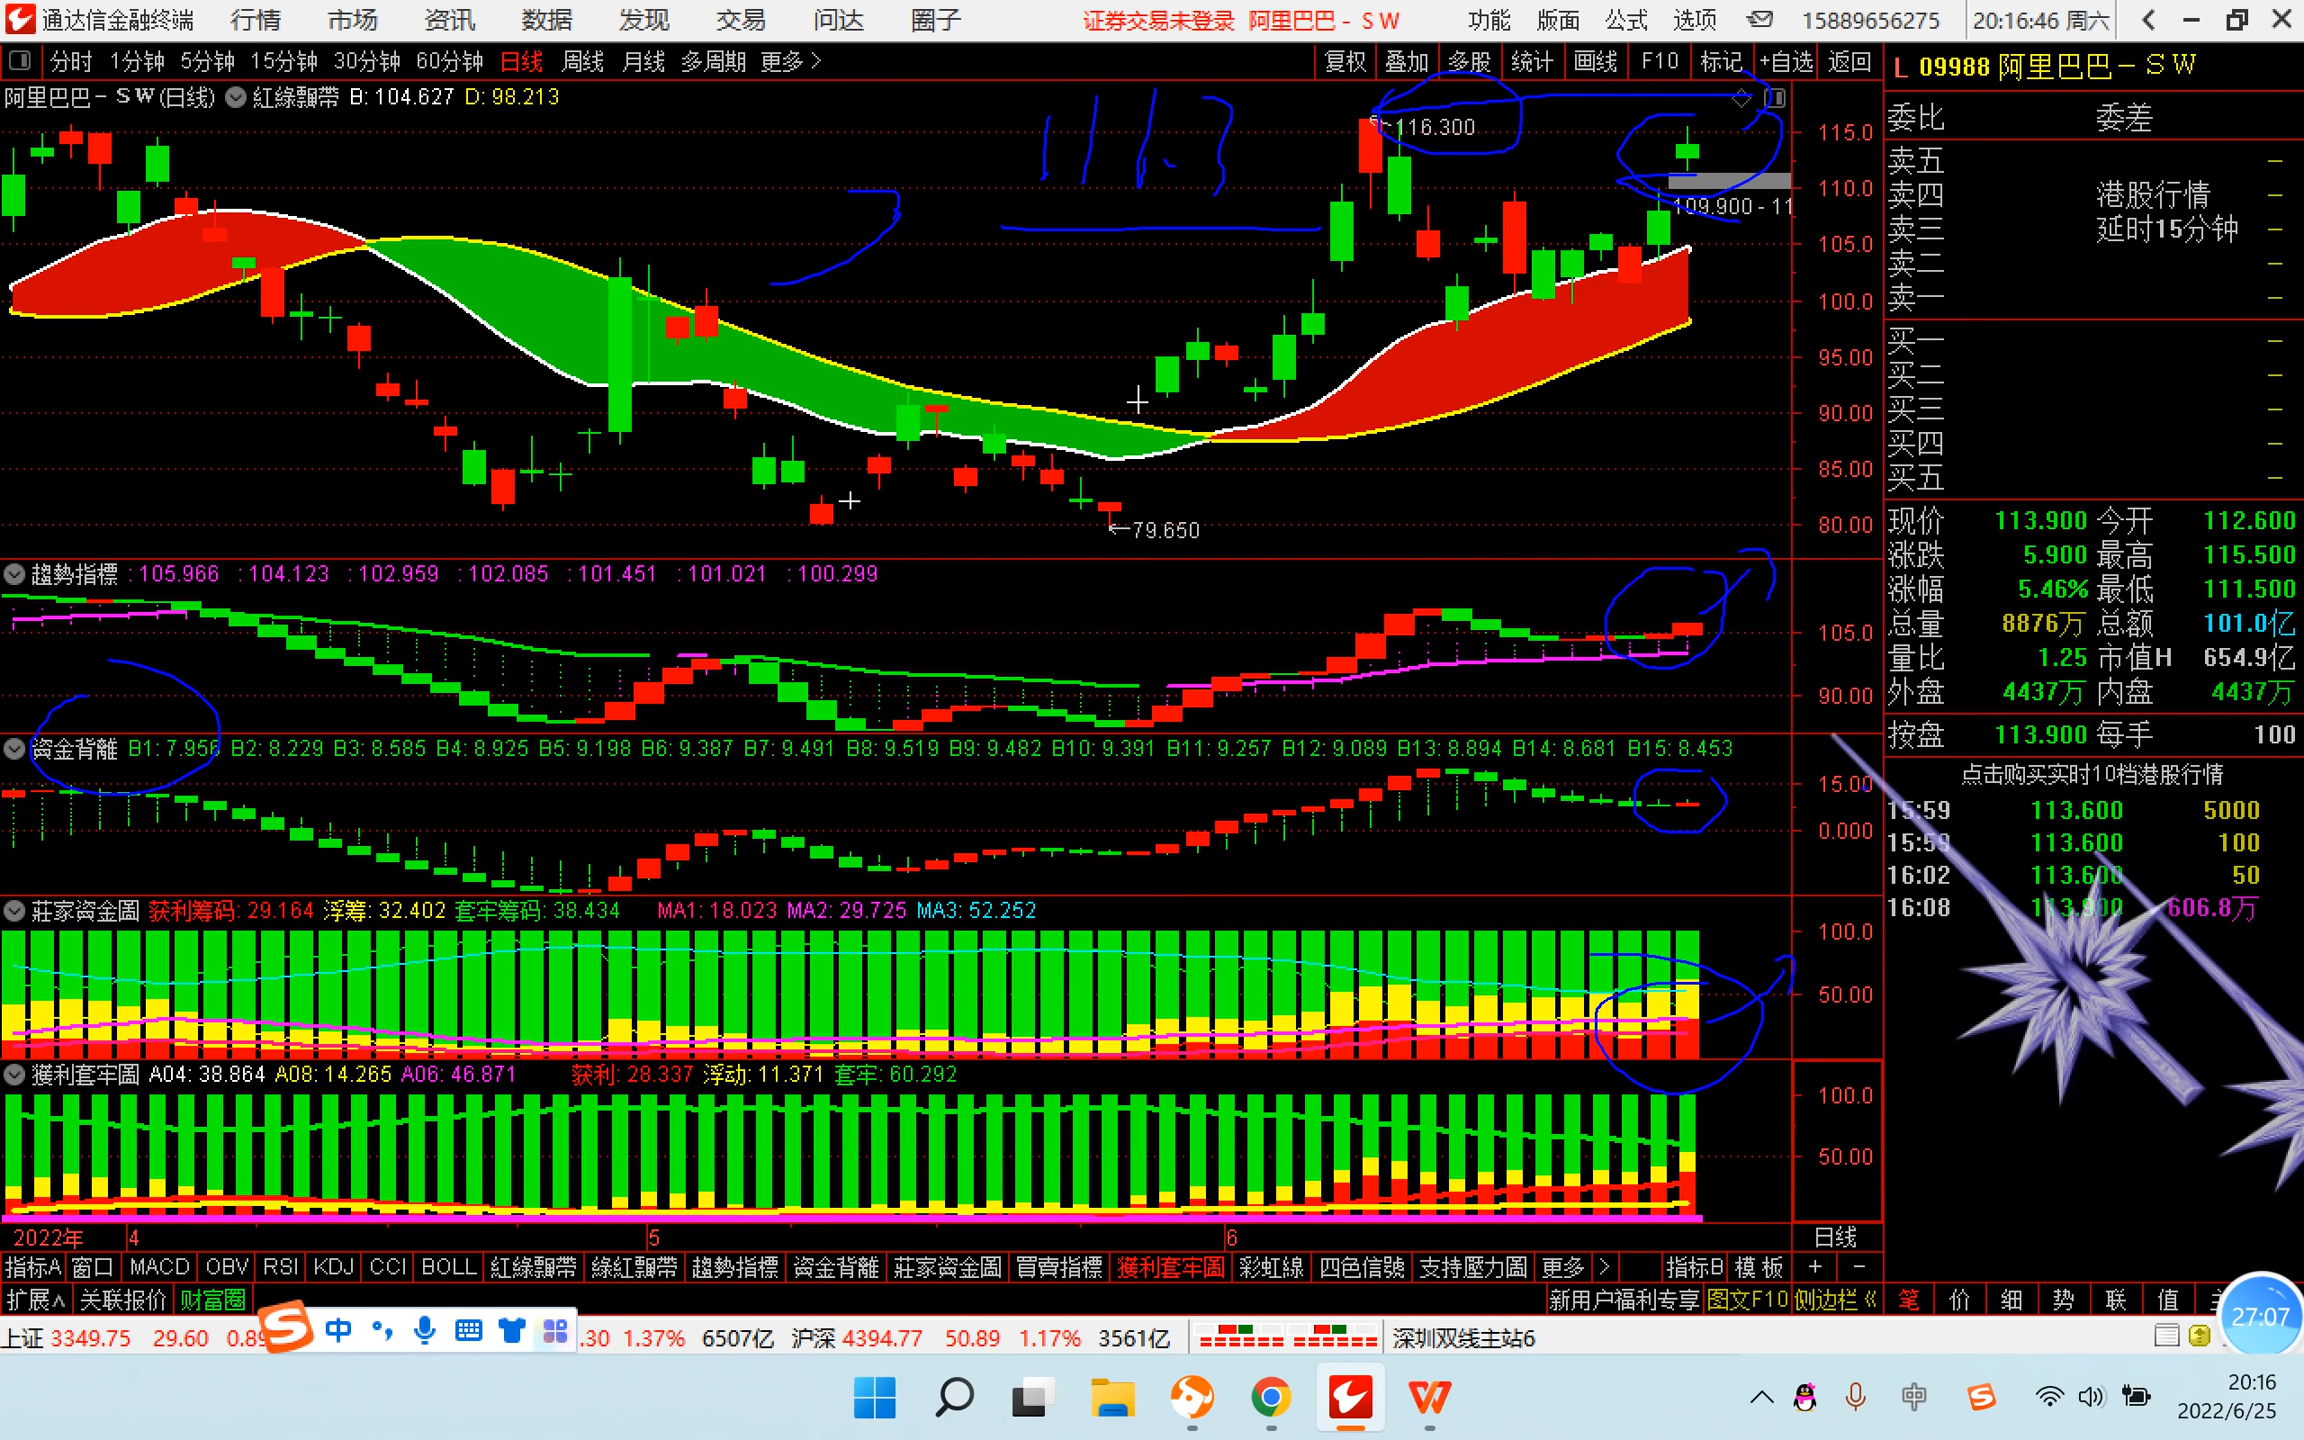 通达信金融终端 行情 市场 资讯 数据 发现 交易 问达 圈子 证券交易未登录 阿里巴巴-SW 功能 版面 公式 选项 15889656275 20:16:46 周六
分时 1分钟 5分钟 15分钟 30分钟 60分钟 日线 周线 月线 多周期 更多 复权 叠加 多股 统计 画线 F10 标记 +自选 返回
L 09988 阿里巴巴-SW
阿里巴巴-SW(日线) 紅綠飄帶 B: 104.627 D: 98.213
116.300
109.900 - 11
79.650
115.0
110.0
105.0
100.0
95.00
90.00
85.00
80.00
趨勢指標 :105.966 :104.123 :102.959 :102.085 :101.451 :101.021 :100.299
105.0
90.00
资金背離 B1: 7.956 B2: 8.229 B3: 8.585 B4: 8.925 B5: 9.198 B6: 9.387 B7: 9.491 B8: 9.519 B9: 9.482 B10: 9.391 B11: 9.257 B12: 9.089 B13: 8.894 B14: 8.681 B15: 8.453
15.00
0.000
莊家资金圖 获利筹码: 29.164 浮筹: 32.402 套牢筹码: 38.434 MA1: 18.023 MA2: 29.725 MA3: 52.252
100.0
50.00
獲利套牢圖 A04: 38.864 A08: 14.265 A06: 46.871 获利: 28.337 浮动: 11.371 套牢: 60.292
100.0
50.00
2022年 4 5 6 日线
委比 委差
卖五 –
卖四 港股行情 –
卖三 延时15分钟 –
卖二 –
卖一 –
买一 –
买二 –
买三 –
买四 –
买五 –
现价 113.900 今开 112.600
涨跌 5.900 最高 115.500
涨幅 5.46% 最低 111.500
总量 8876万 总额 101.0亿
量比 1.25 市值H 654.9亿
外盘 4437万 内盘 4437万
按盘 113.900 每手 100
点击购买实时10档港股行情
15:59 113.600 5000
15:59 113.600 100
16:02 113.600 50
16:08 113.900 606.8万
指标A 窗口 MACD OBV RSI KDJ CCI BOLL 紅綠飄帶 綠紅飄帶 趨勢指標 资金背離 莊家资金圖 買賣指標 獲利套牢圖 彩虹線 四色信號 支持壓力圖 更多 指标B 模板 + −
扩展∧ 关联报价 财富圈 新用户福利专享 图文F10 侧边栏 笔 价 细 势 联 值
上证 3349.75 29.60 0.89 中 .30 1.37% 6507亿 沪深 4394.77 50.89 1.17% 3561亿 深圳双线主站6
27:07
中 20:16
2022/6/25